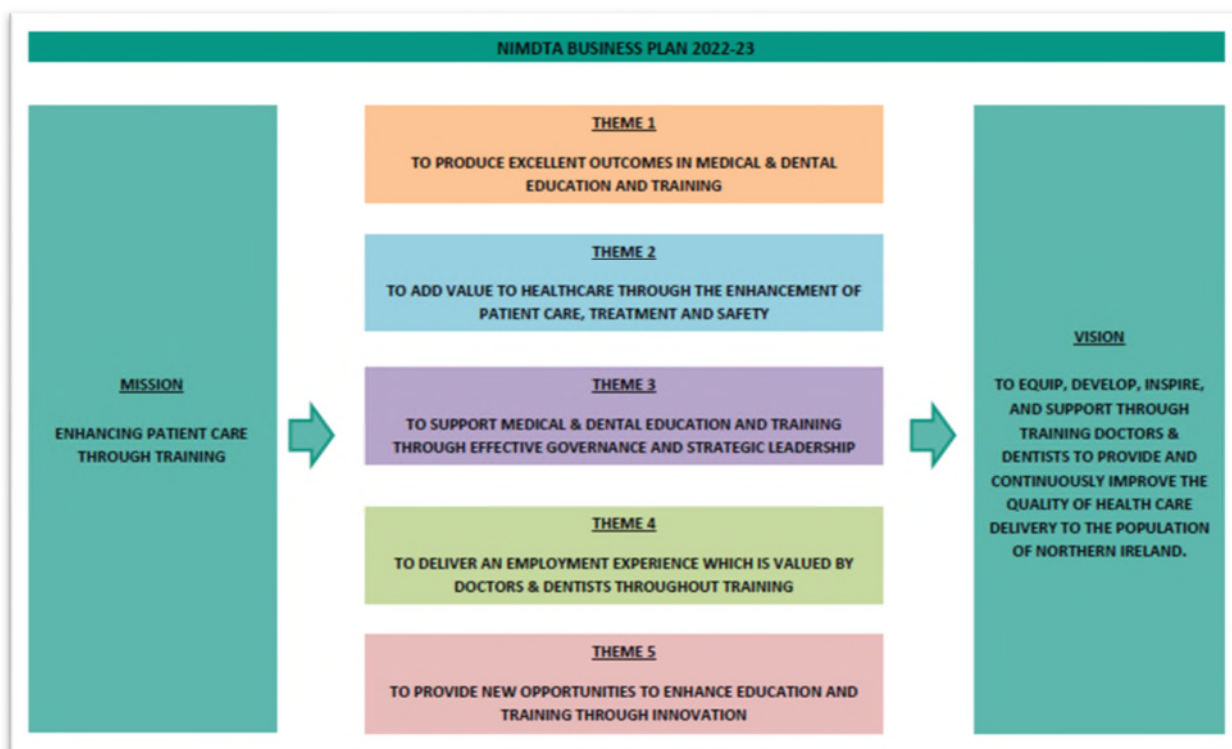 NIMDTA BUSINESS PLAN 2022-23
MISSION
ENHANCING PATIENT CARE
THROUGH TRAINING
THEME 1
TO PRODUCE EXCELLENT OUTCOMES IN MEDICAL & DENTAL
EDUCATION AND TRAINING
THEME 2
TO ADD VALUE TO HEALTHCARE THROUGH THE ENHANCEMENT OF
PATIENT CARE, TREATMENT AND SAFETY
THEME 3
TO SUPPORT MEDICAL & DENTAL EDUCATION AND TRAINING
THROUGH EFFECTIVE GOVERNANCE AND STRATEGIC LEADERSHIP
THEME 4
TO DELIVER AN EMPLOYMENT EXPERIENCE WHICH IS VALUED BY
DOCTORS & DENTISTS THROUGHOUT TRAINING
THEME 5
TO PROVIDE NEW OPPORTUNITIES TO ENHANCE EDUCATION AND
TRAINING THROUGH INNOVATION
VISION
TO EQUIP, DEVELOP, INSPIRE,
AND SUPPORT THROUGH
TRAINING DOCTORS &
DENTISTS TO PROVIDE AND
CONTINUOUSLY IMPROVE THE
QUALITY OF HEALTH CARE
DELIVERY TO THE POPULATION
OF NORTHERN IRELAND.